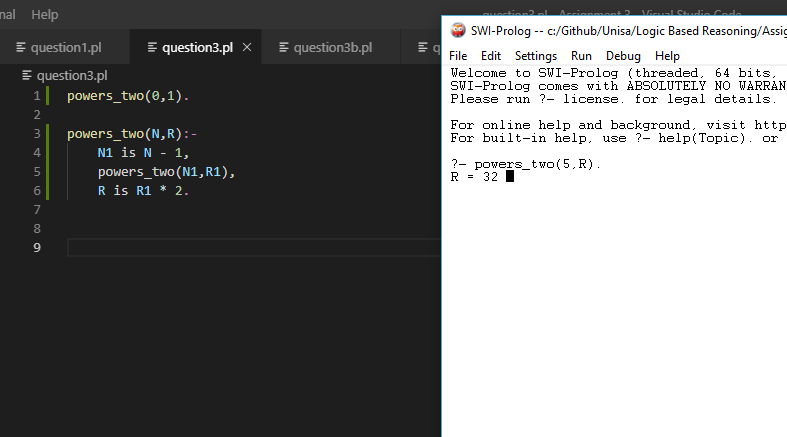 nal Help
question3.pl - Assignment 3 - Visual Studio Code
question1.pl question3.pl question3b.pl q
question3.pl
1 powers_two(0,1).
2
3 powers_two(N,R):-
4 N1 is N - 1,
5 powers_two(N1,R1),
6 R is R1 * 2.
7
8
9
SWI-Prolog -- c:/Github/Unisa/Logic Based Reasoning/Assig
File Edit Settings Run Debug Help
Welcome to SWI-Prolog (threaded, 64 bits,
SWI-Prolog comes with ABSOLUTELY NO WARRAN
Please run ?- license. for legal details.
For online help and background, visit http
For built-in help, use ?- help(Topic). or
?- powers_two(5,R).
R = 32